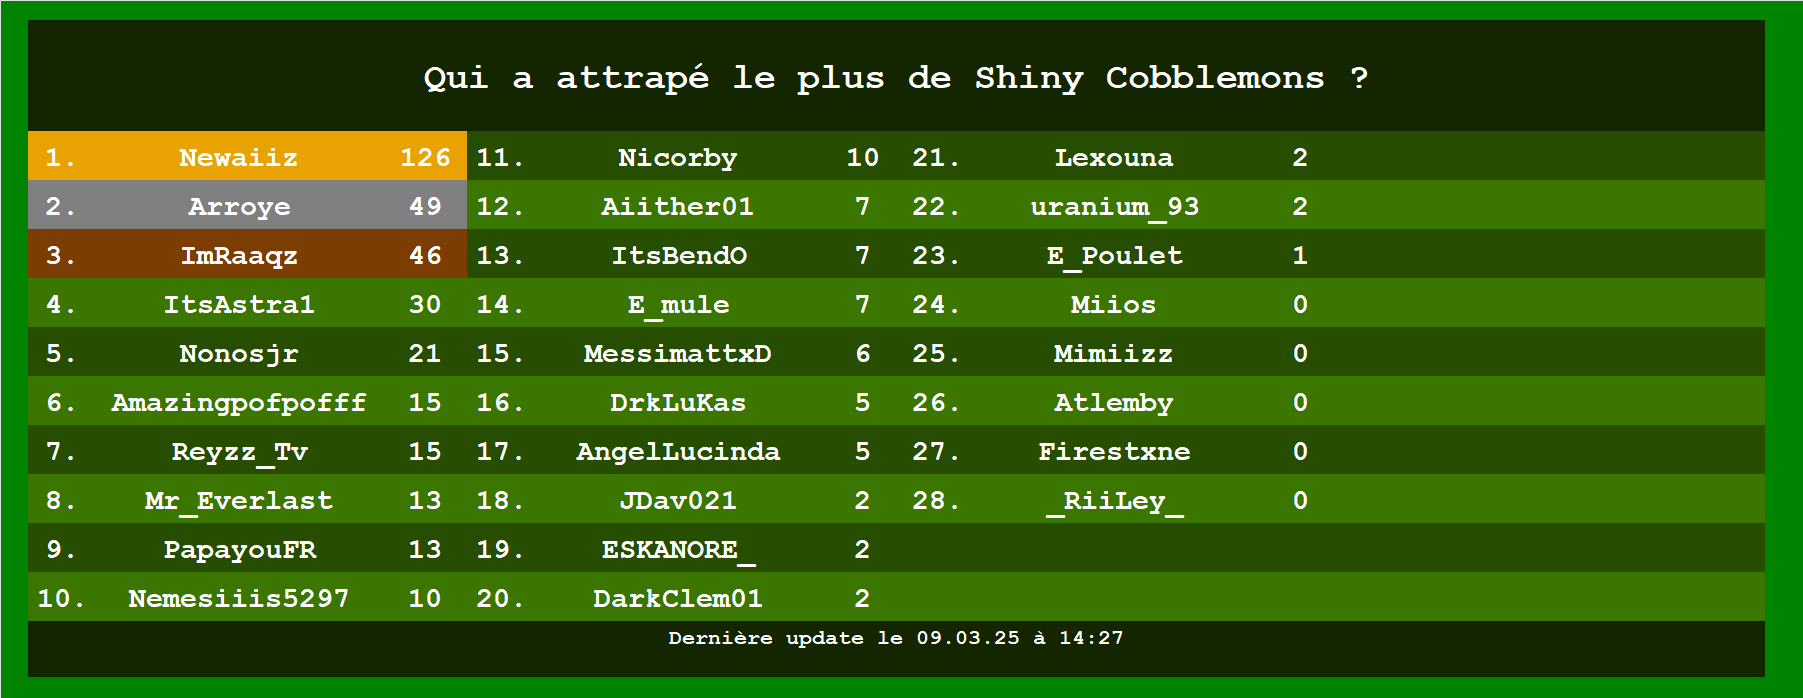 Qui a attrapé le plus de Shiny Cobblemons ?
1. Newaiiz 126 11. Nicorby 10 21. Lexouna 2
2. Arroye 49 12. Aiither01 7 22. uranium_93 2
3. ImRaaqz 46 13. ItsBendO 7 23. E_Poulet 1
4. ItsAstra1 30 14. E_mule 7 24. Miios 0
5. Nonosjr 21 15. MessimattxD 6 25. Mimiizz 0
6. Amazingpofpofff 15 16. DrkLuKas 5 26. Atlemby 0
7. Reyzz_Tv 15 17. AngelLucinda 5 27. Firestxne 0
8. Mr_Everlast 13 18. JDav021 2 28. _RiiLey_ 0
9. PapayouFR 13 19. ESKANORE_ 2
10. Nemesiiis5297 10 20. DarkClem01 2
Dernière update le 09.03.25 à 14:27